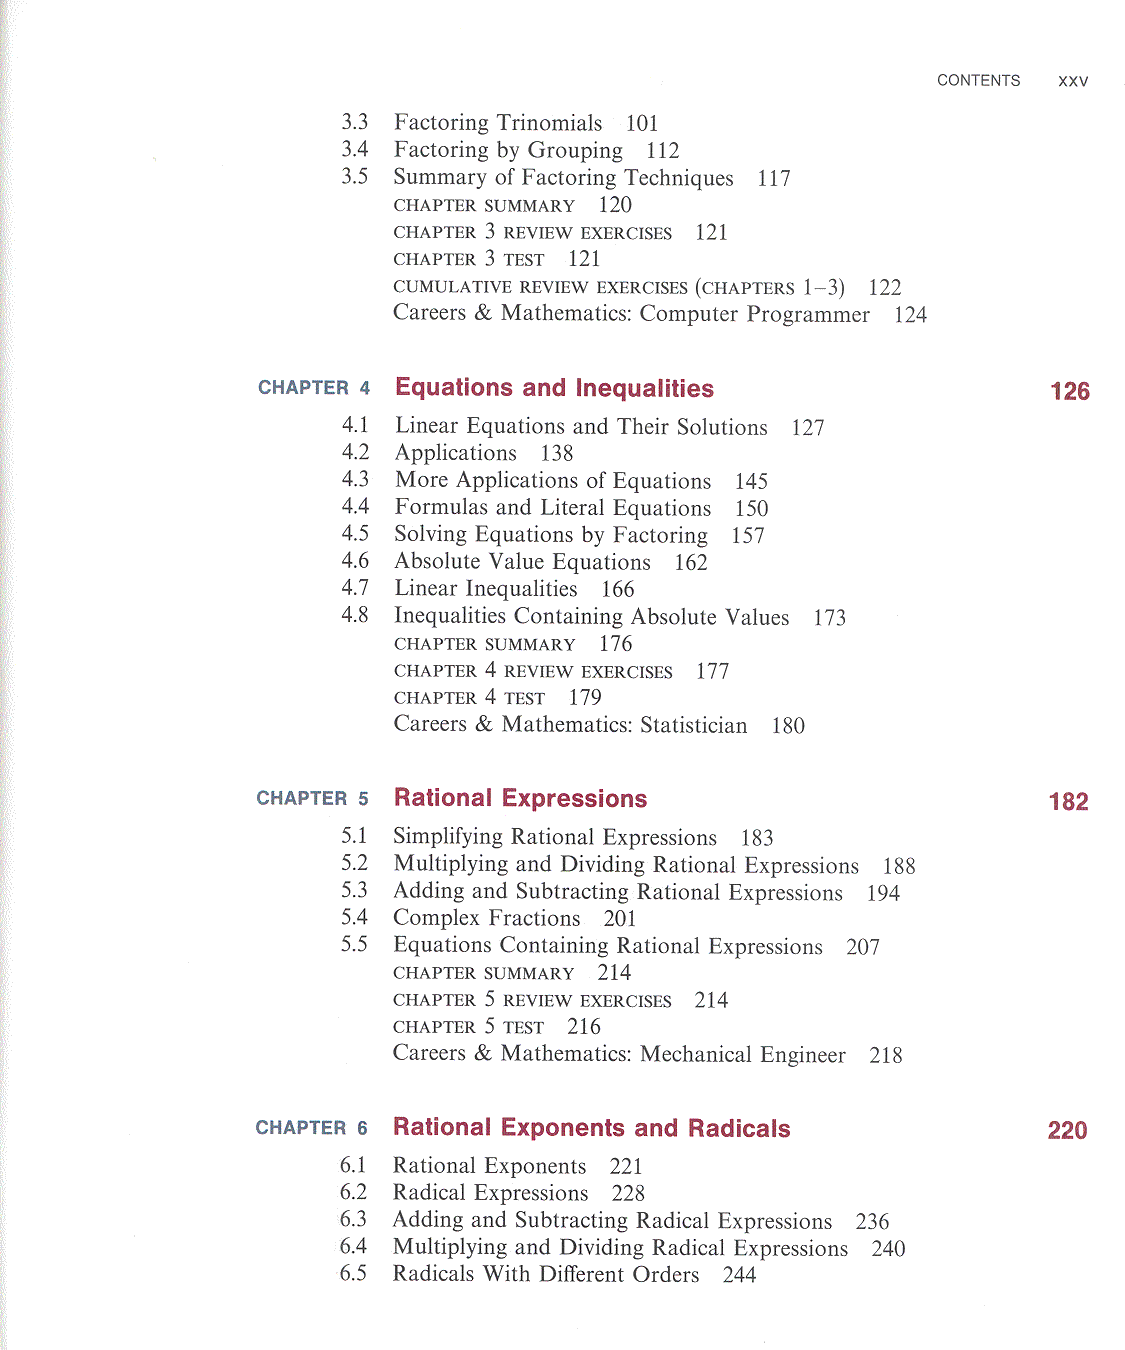 CONTENTS xxv
3.3 Factoring Trinomials 101
3.4 Factoring by Grouping 112
3.5 Summary of Factoring Techniques 117
CHAPTER SUMMARY 120
CHAPTER 3 REVIEW EXERCISES 121
CHAPTER 3 TEST 121
CUMULATIVE REVIEW EXERCISES (CHAPTERS 1–3) 122
Careers & Mathematics: Computer Programmer 124
CHAPTER 4 Equations and Inequalities 126
4.1 Linear Equations and Their Solutions 127
4.2 Applications 138
4.3 More Applications of Equations 145
4.4 Formulas and Literal Equations 150
4.5 Solving Equations by Factoring 157
4.6 Absolute Value Equations 162
4.7 Linear Inequalities 166
4.8 Inequalities Containing Absolute Values 173
CHAPTER SUMMARY 176
CHAPTER 4 REVIEW EXERCISES 177
CHAPTER 4 TEST 179
Careers & Mathematics: Statistician 180
CHAPTER 5 Rational Expressions 182
5.1 Simplifying Rational Expressions 183
5.2 Multiplying and Dividing Rational Expressions 188
5.3 Adding and Subtracting Rational Expressions 194
5.4 Complex Fractions 201
5.5 Equations Containing Rational Expressions 207
CHAPTER SUMMARY 214
CHAPTER 5 REVIEW EXERCISES 214
CHAPTER 5 TEST 216
Careers & Mathematics: Mechanical Engineer 218
CHAPTER 6 Rational Exponents and Radicals 220
6.1 Rational Exponents 221
6.2 Radical Expressions 228
6.3 Adding and Subtracting Radical Expressions 236
6.4 Multiplying and Dividing Radical Expressions 240
6.5 Radicals With Different Orders 244